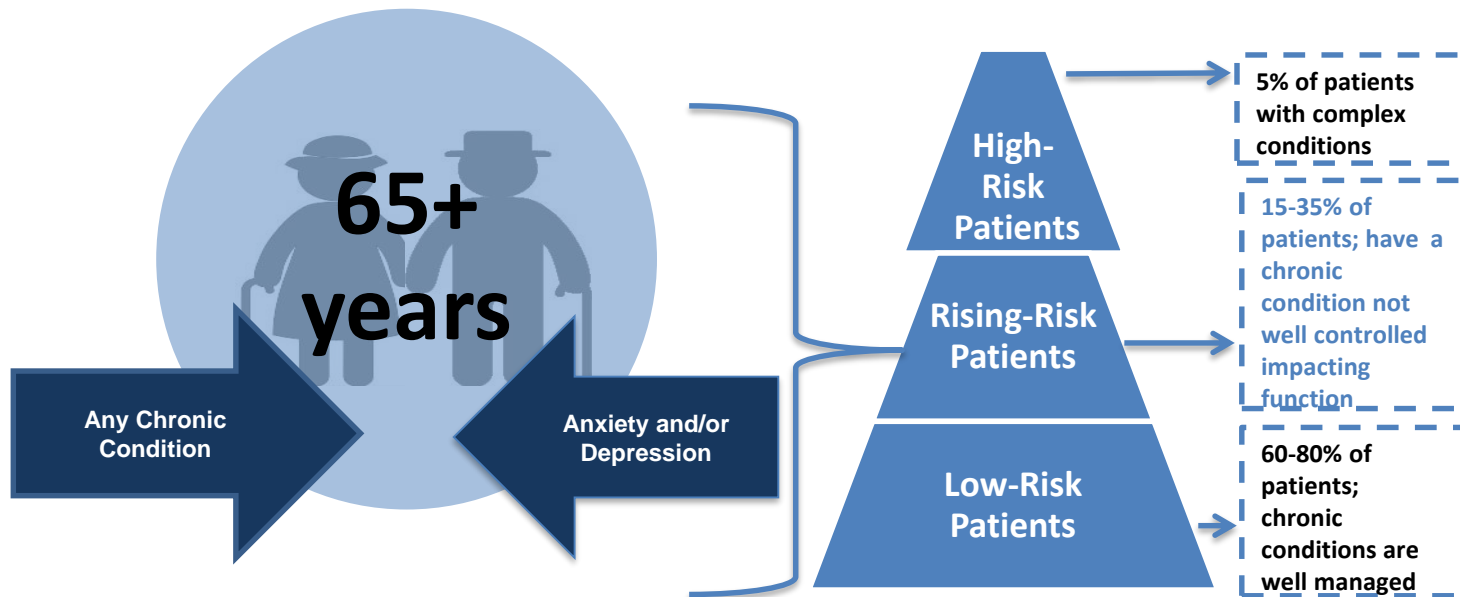 65+
years
Any Chronic
Condition
Anxiety and/or
Depression
High-
Risk
Patients
Rising-Risk
Patients
Low-Risk
Patients
5% of patients
with complex
conditions
15-35% of
patients; have a
chronic
condition not
well controlled
impacting
function
60-80% of
patients;
chronic
conditions are
well managed